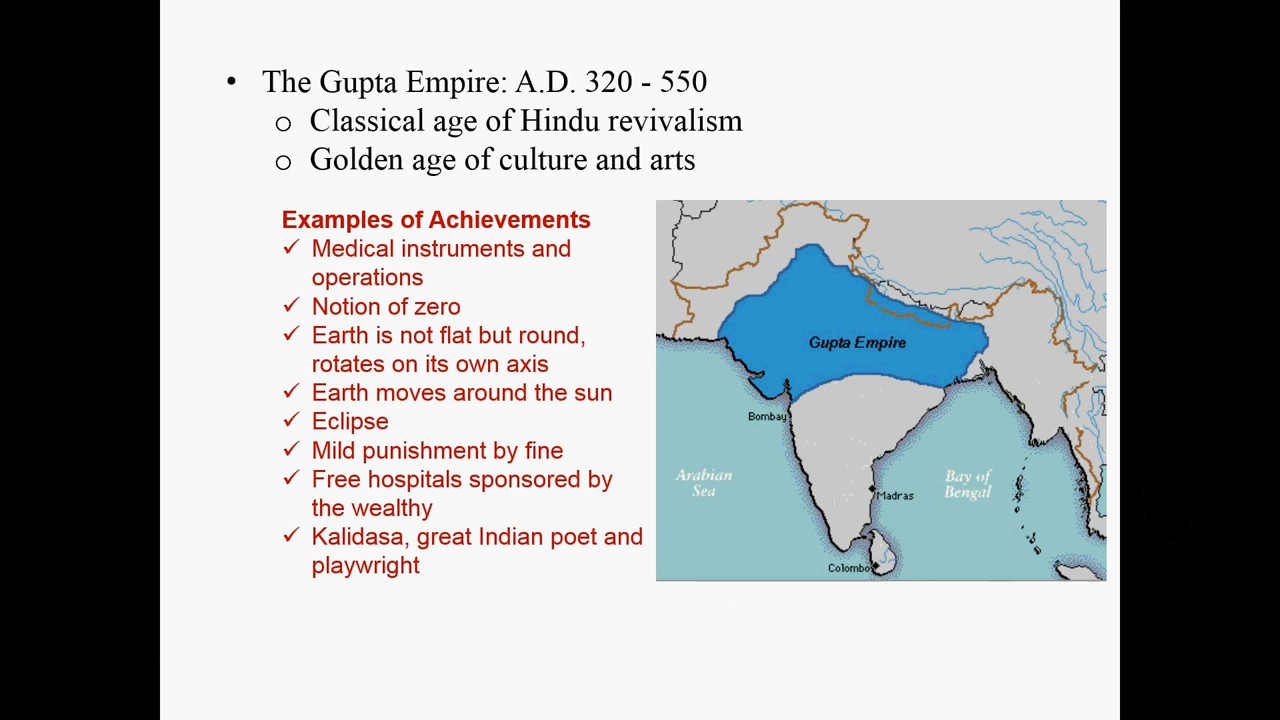 • The Gupta Empire: A.D. 320 - 550
o Classical age of Hindu revivalism
o Golden age of culture and arts
Examples of Achievements
✓ Medical instruments and
operations
✓ Notion of zero
✓ Earth is not flat but round,
rotates on its own axis
✓ Earth moves around the sun
✓ Eclipse
✓ Mild punishment by fine
✓ Free hospitals sponsored by
the wealthy
✓ Kalidasa, great Indian poet and
playwright
Gupta Empire
Bombay
Arabian
Sea
Bay of
Bengal
Madras
Colombo